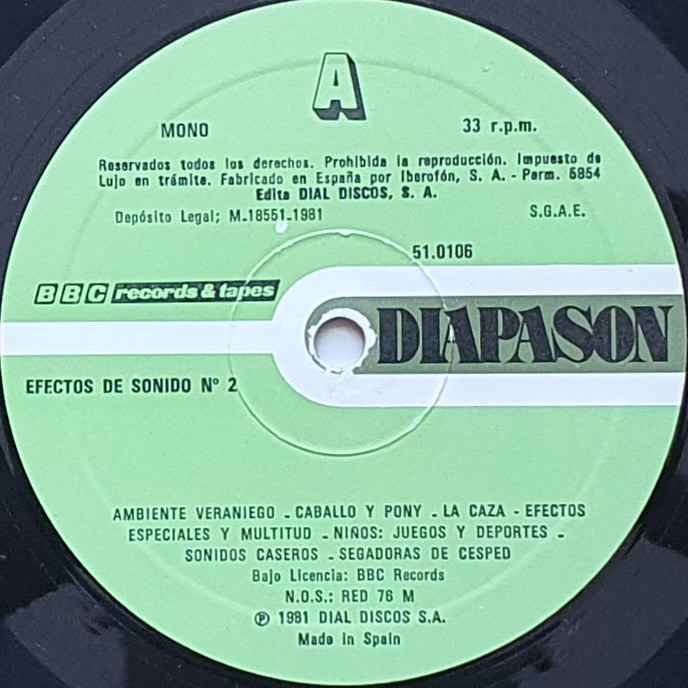 A
MONO
33 r.p.m.
Reservados todos los derechos. Prohibida la reproducción. Impuesto de
Lujo en trámite. Fabricado en España por Iberofón, S. A. - Perm. 5854
Edita DIAL DISCOS, S. A.
Depósito Legal; M-18551-1981
S.G.A.E.
51.0106
BBC records & tapes
DIAPASON
EFECTOS DE SONIDO Nº 2
AMBIENTE VERANIEGO - CABALLO Y PONY - LA CAZA - EFECTOS
ESPECIALES Y MULTITUD - NIÑOS: JUEGOS Y DEPORTES -
SONIDOS CASEROS - SEGADORAS DE CESPED
Bajo Licencia: BBC Records
N.O.S.: RED 76 M
℗ 1981 DIAL DISCOS S.A.
Made in Spain